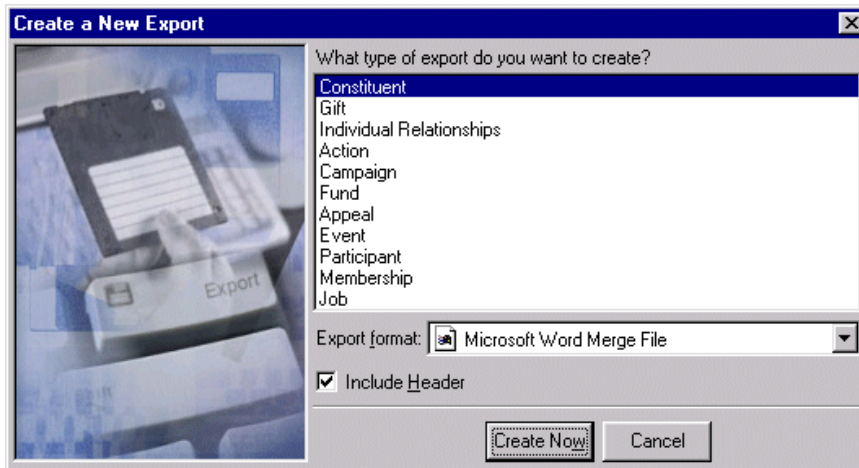 Create a New Export
What type of export do you want to create?
Constituent
Gift
Individual Relationships
Action
Campaign
Fund
Appeal
Event
Participant
Membership
Job
Export
Export format: Microsoft Word Merge File
Include Header
Create Now Cancel